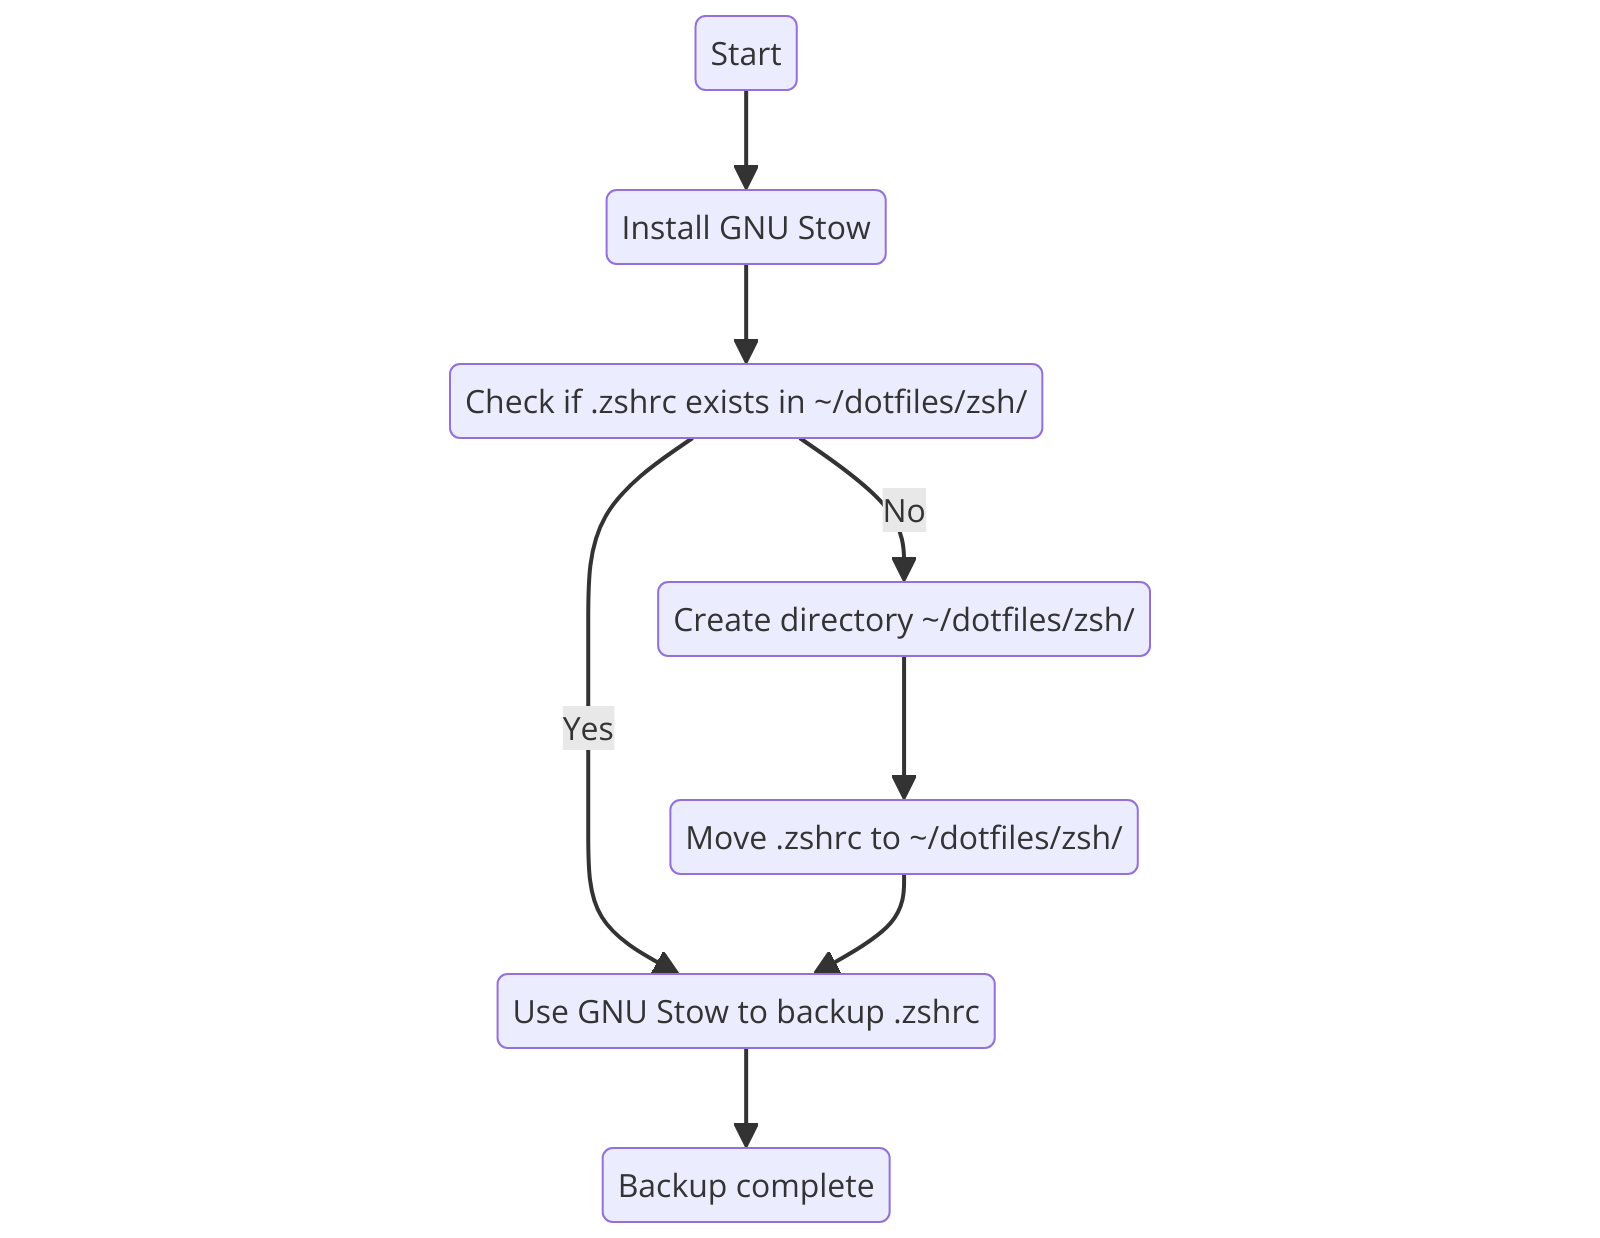 Start
Install GNU Stow
Check if .zshrc exists in ~/dotfiles/zsh/
No
Create directory ~/dotfiles/zsh/
Yes
Move .zshrc to ~/dotfiles/zsh/
Use GNU Stow to backup .zshrc
Backup complete